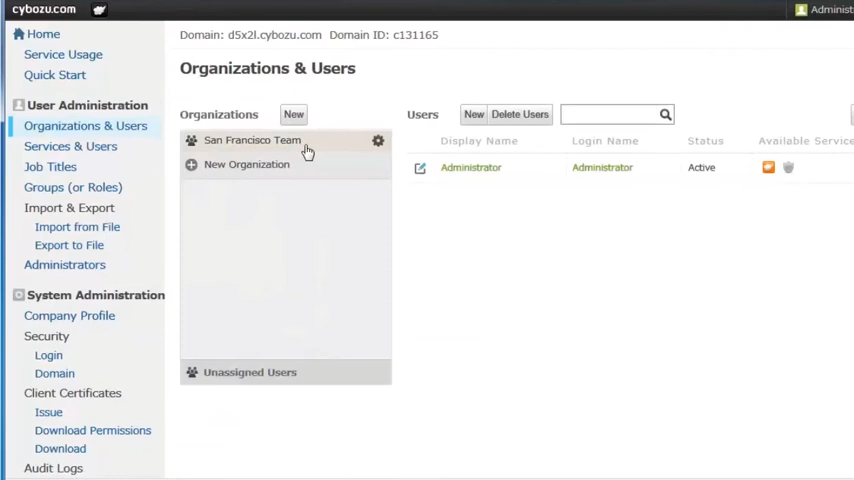 cybozu.com
Administ
Home
Service Usage
Quick Start
User Administration
Organizations & Users
Services & Users
Job Titles
Groups (or Roles)
Import & Export
Import from File
Export to File
Administrators
System Administration
Company Profile
Security
Login
Domain
Client Certificates
Issue
Download Permissions
Download
Audit Logs
Domain: d5x2l.cybozu.com Domain ID: c131165
Organizations & Users
Organizations New
San Francisco Team
New Organization
Unassigned Users
Users New Delete Users
Display Name Login Name Status Available Service
Administrator Administrator Active